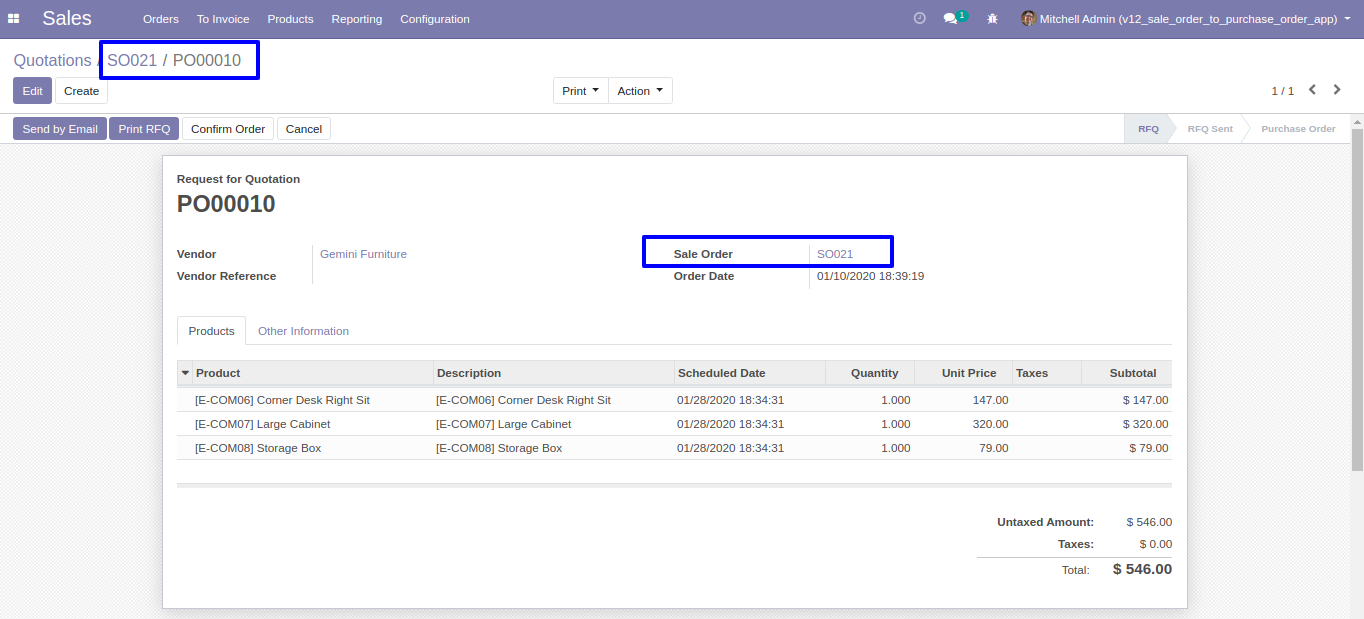 Sales Orders To Invoice Products Reporting Configuration 1 Mitchell Admin (v12_sale_order_to_purchase_order_app)
Quotations / SO021 / PO00010
Edit Create Print Action 1 / 1
Send by Email Print RFQ Confirm Order Cancel RFQ RFQ Sent Purchase Order
Request for Quotation
PO00010
Vendor Gemini Furniture Sale Order SO021
Vendor Reference Order Date 01/10/2020 18:39:19
Products Other Information
Product Description Scheduled Date Quantity Unit Price Taxes Subtotal
[E-COM06] Corner Desk Right Sit [E-COM06] Corner Desk Right Sit 01/28/2020 18:34:31 1.000 147.00 $ 147.00
[E-COM07] Large Cabinet [E-COM07] Large Cabinet 01/28/2020 18:34:31 1.000 320.00 $ 320.00
[E-COM08] Storage Box [E-COM08] Storage Box 01/28/2020 18:34:31 1.000 79.00 $ 79.00
Untaxed Amount: $ 546.00
Taxes: $ 0.00
Total: $ 546.00